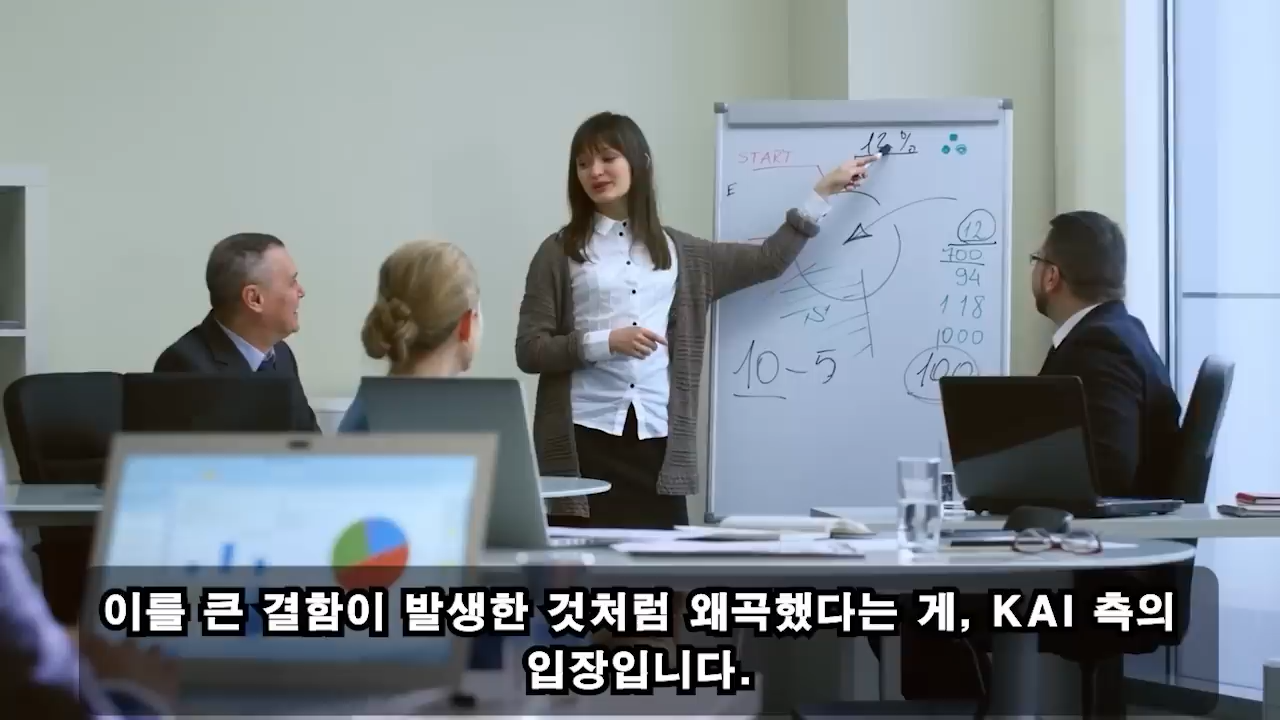 START
12%
E
12
700
94
118
1000
10-5
100
이를 큰 결함이 발생한 것처럼 왜곡했다는 게, KAI 측의
입장입니다.